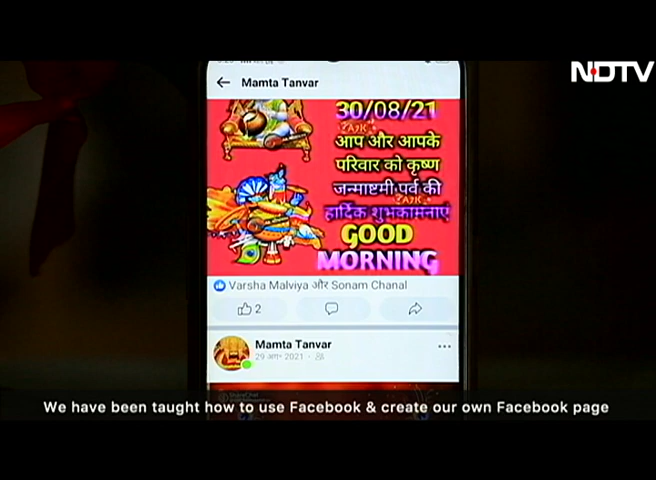 NDTV
Mamta Tanvar
30/08/21
आप और आपके
परिवार को कृष्ण
जन्माष्टमी पर्व की
हार्दिक शुभकामनाएं
GOOD
MORNING
Varsha Malviya और Sonam Chanal
2
Mamta Tanvar
29 अग॰ 2021
We have been taught how to use Facebook & create our own Facebook page